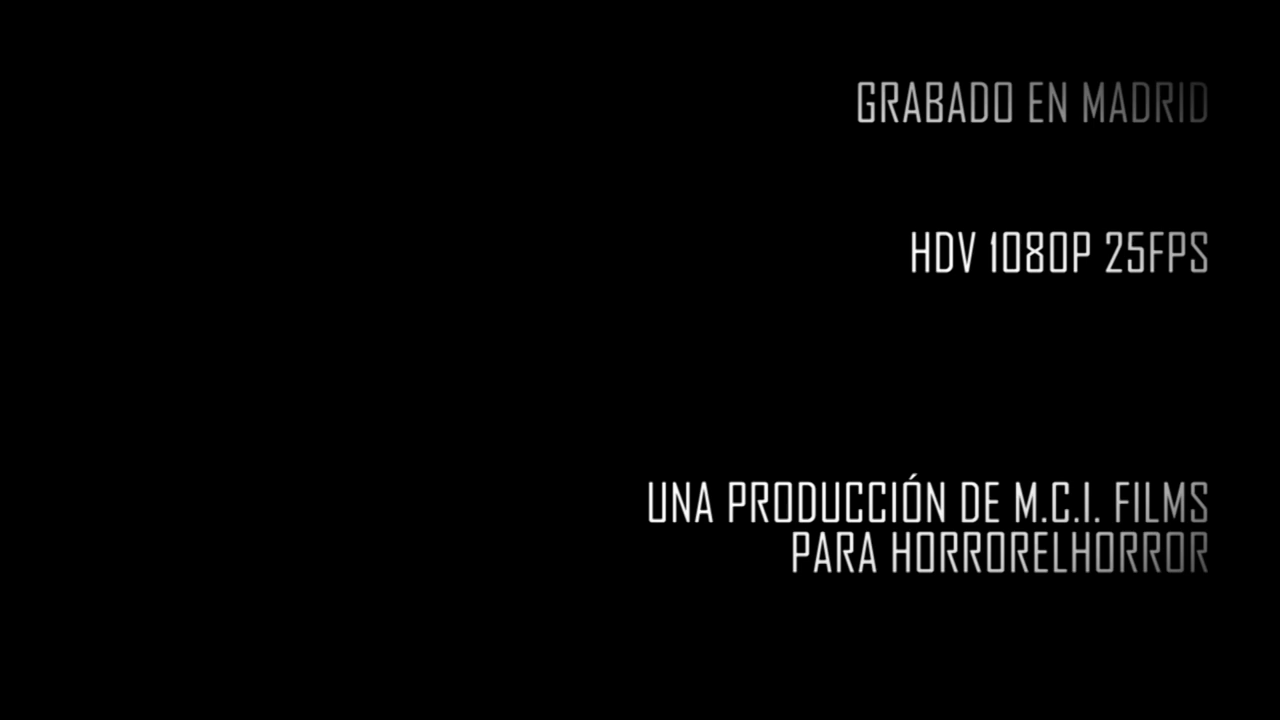 GRABADO EN MADRID
HDV 1080P 25FPS
UNA PRODUCCIÓN DE M.C.I. FILMS
PARA HORRORELHORROR